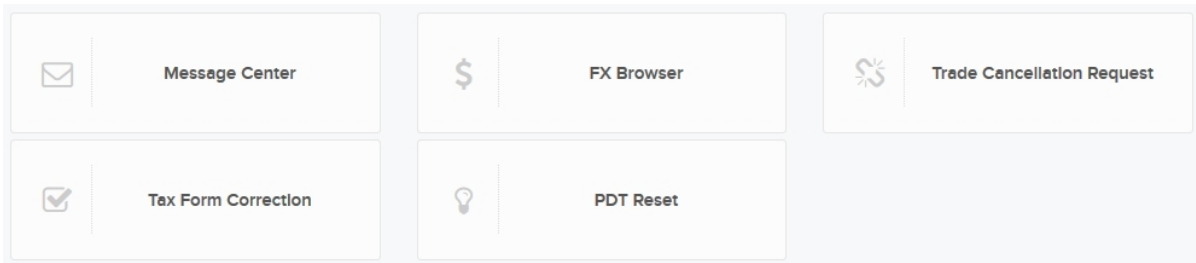 Message Center
FX Browser
Trade Cancellation Request
Tax Form Correction
PDT Reset